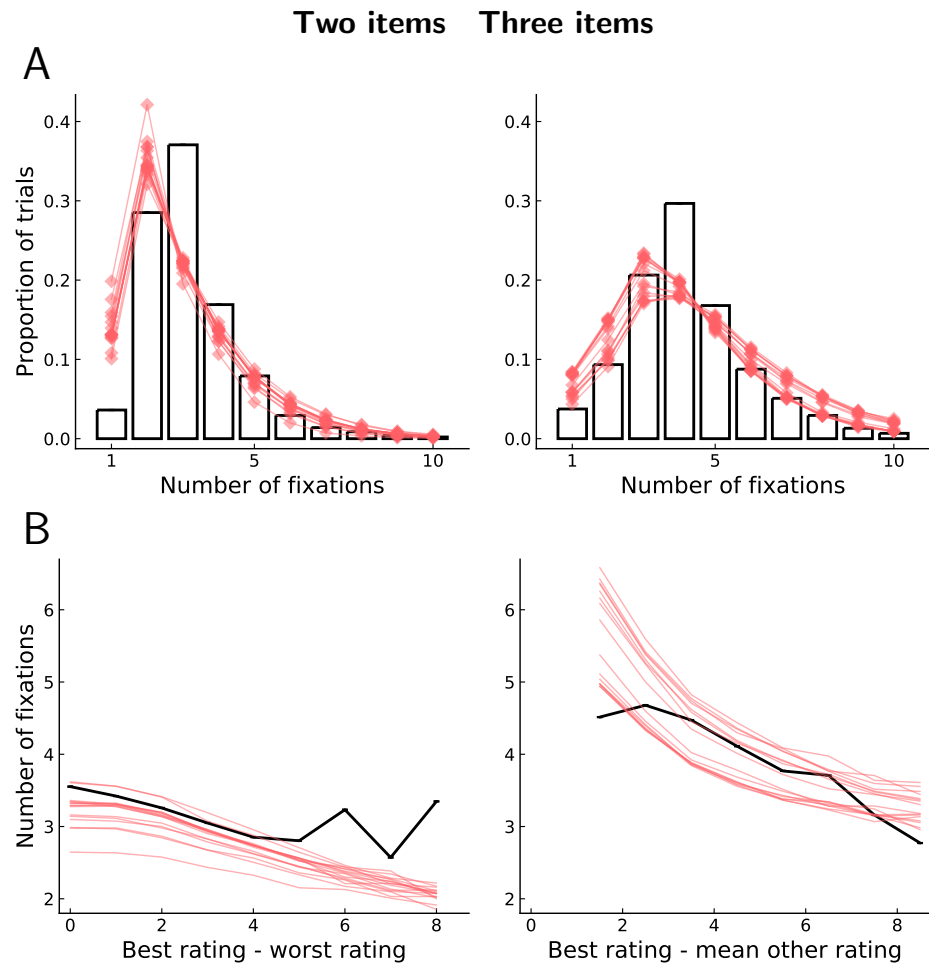 Two items Three items
A
Proportion of trials
0.4
0.3
0.2
0.1
0.0
1 5 10
Number of fixations
0.4
0.3
0.2
0.1
0.0
1 5 10
Number of fixations
B
Number of fixations
6
5
4
3
2
0 2 4 6 8
Best rating - worst rating
6
5
4
3
2
0 2 4 6 8
Best rating - mean other rating